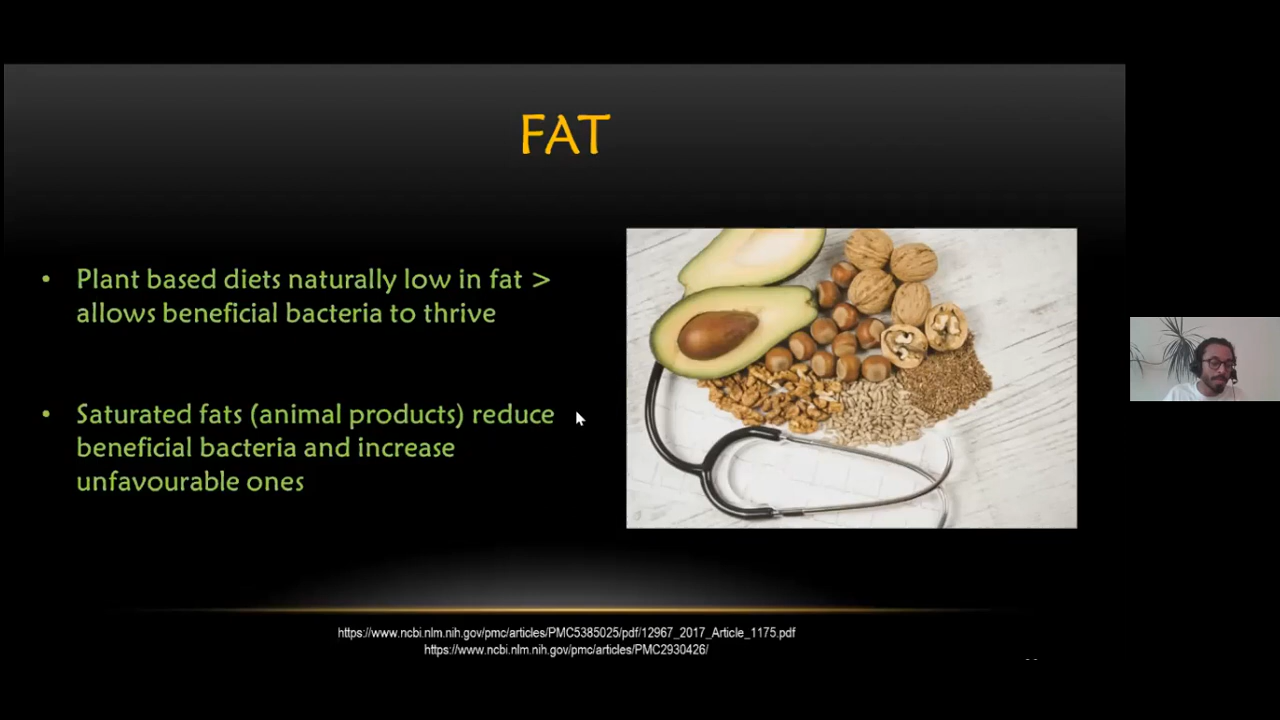 FAT
• Plant based diets naturally low in fat >
allows beneficial bacteria to thrive
• Saturated fats (animal products) reduce
beneficial bacteria and increase
unfavourable ones
https://www.ncbi.nlm.nih.gov/pmc/articles/PMC5385025/pdf/12967_2017_Article_1175.pdf
https://www.ncbi.nlm.nih.gov/pmc/articles/PMC2930426/